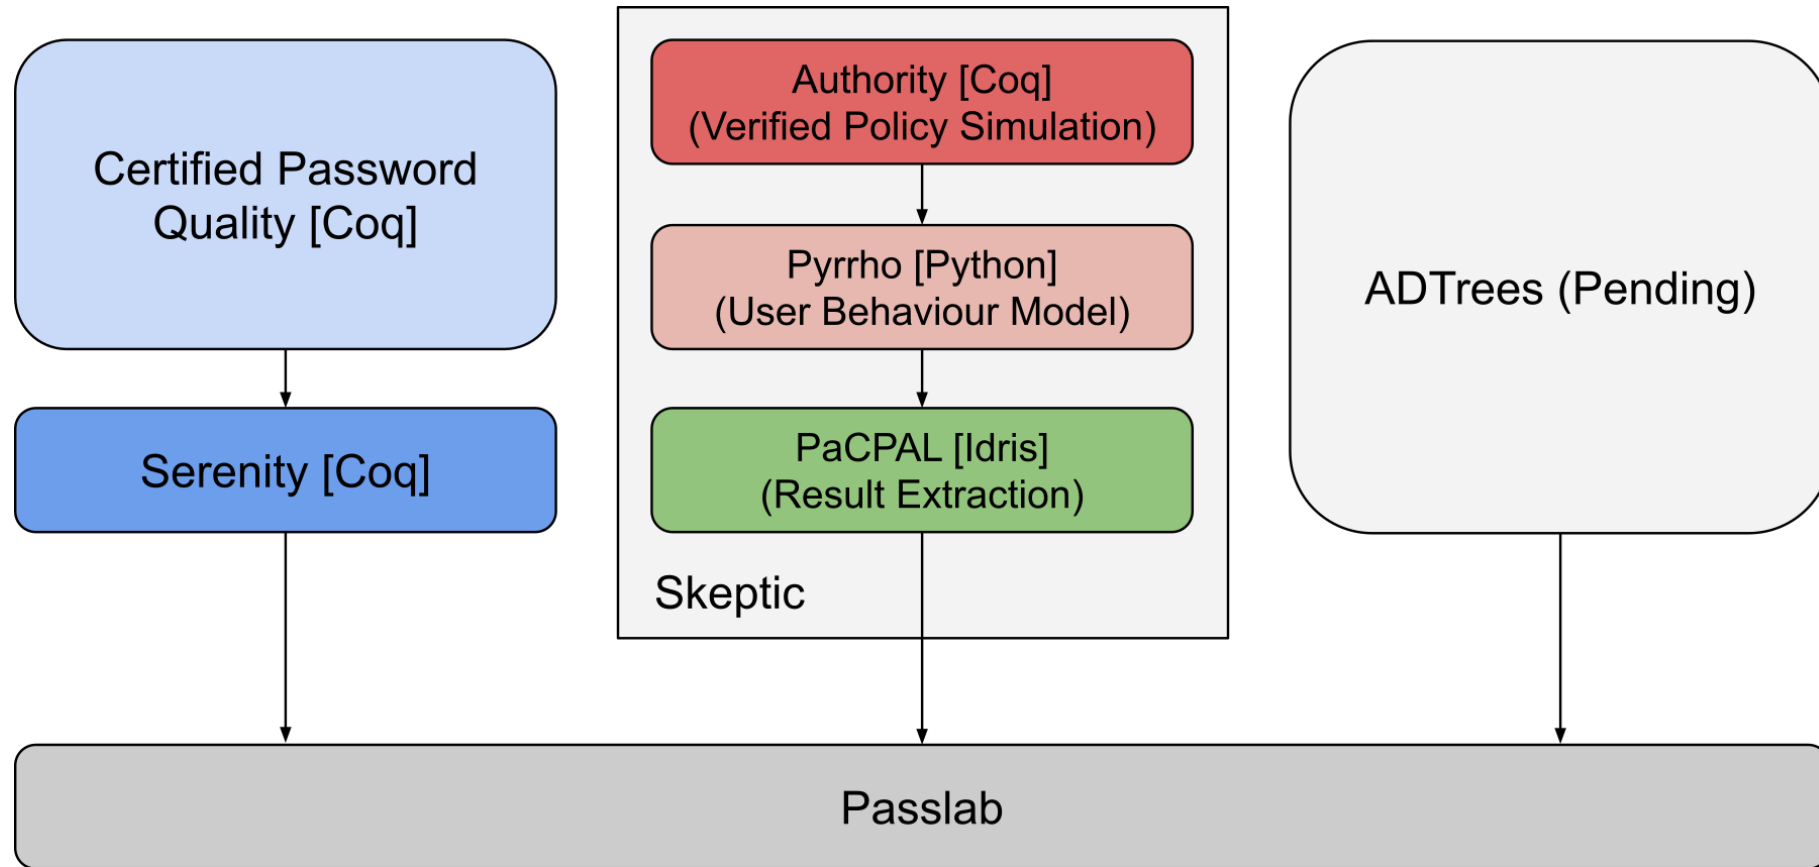 Certified Password
Quality [Coq]
Serenity [Coq]
Authority [Coq]
(Verified Policy Simulation)
Pyrrho [Python]
(User Behaviour Model)
PaCPAL [Idris]
(Result Extraction)
Skeptic
ADTrees (Pending)
Passlab